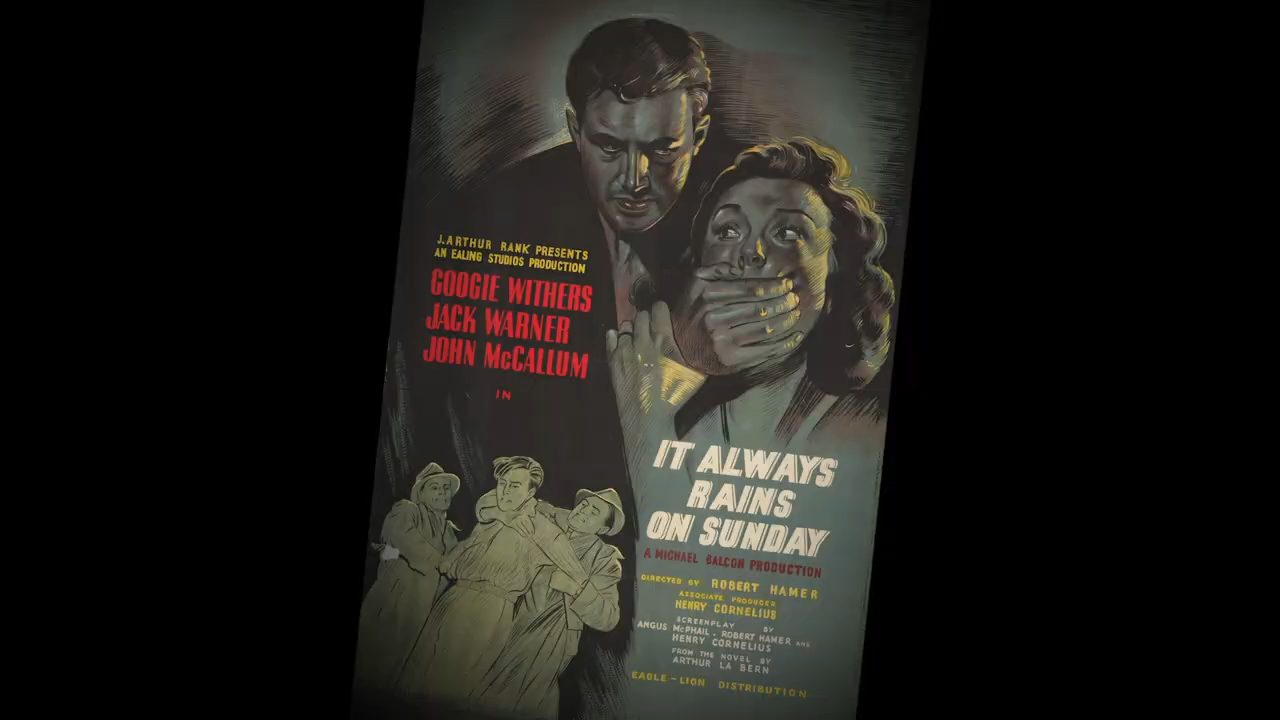 J. ARTHUR RANK PRESENTS
AN EALING STUDIOS PRODUCTION
GOOGIE WITHERS
JACK WARNER
JOHN McCALLUM
IN
IT ALWAYS
RAINS
ON SUNDAY
A MICHAEL BALCON PRODUCTION
DIRECTED BY ROBERT HAMER
ASSOCIATE PRODUCER
HENRY CORNELIUS
SCREENPLAY BY
ANGUS McPHAIL. ROBERT HAMER AND
HENRY CORNELIUS
FROM THE NOVEL BY
ARTHUR LA BERN
EAGLE-LION DISTRIBUTION